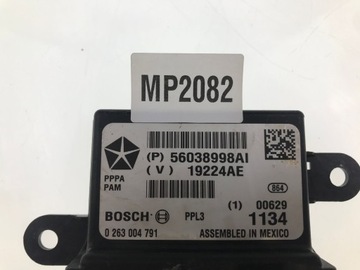 MP2082
(P) 56038998AI
(V) 19224AE
PPPA
PAM
864
(1) 00629
BOSCH PPL3 1134
0 263 004 791 ASSEMBLED IN MEXICO